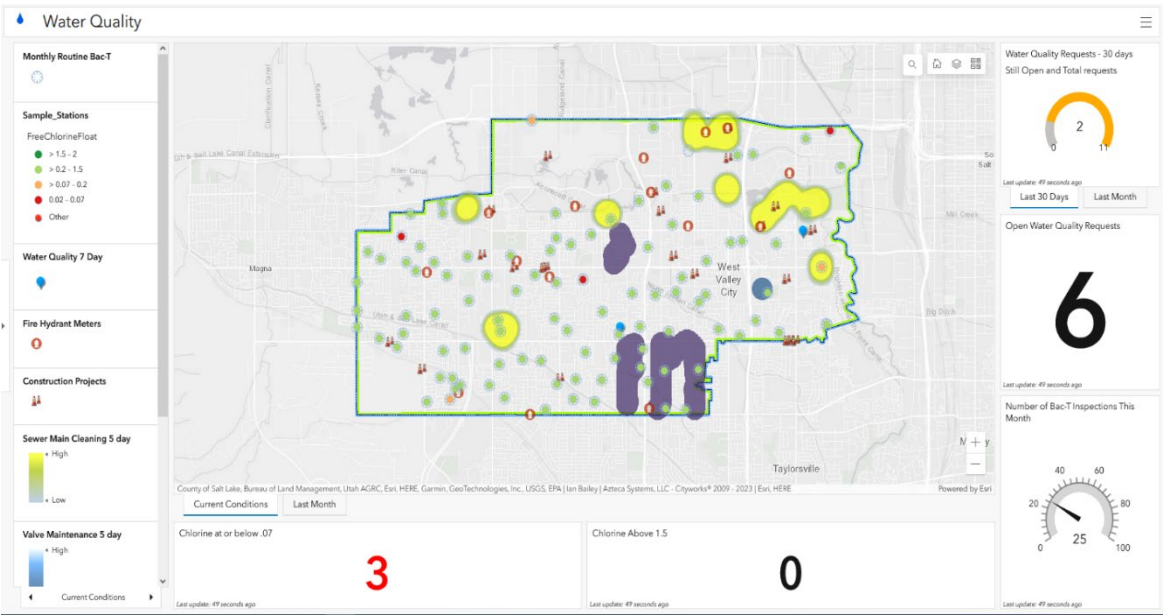 Water Quality
Monthly Routine Bac-T
Sample_Stations
FreeChlorineFloat
> 1.5 - 2
> 0.2 - 1.5
> 0.07 - 0.2
0.02 - 0.07
Other
Water Quality 7 Day
Fire Hydrant Meters
Construction Projects
Sewer Main Cleaning 5 day
High
Low
Valve Maintenance 5 day
High
Current Conditions
Riter Canal
Magna
West
Valley
City
Mill Creek
Big
Taylorsville
So
Salt
County of Salt Lake, Bureau of Land Management, Utah AGRC, Esri, HERE, Garmin, GeoTechnologies, Inc., USGS, EPA | Ian Bailey | Azteca Systems, LLC - Cityworks® 2009 - 2023 | Esri, HERE
Powered by Esri
Current Conditions
Last Month
Chlorine at or below .07
3
Last update: 49 seconds ago
Chlorine Above 1.5
0
Last update: 49 seconds ago
Water Quality Requests - 30 days
Still Open and Total requests
2
0
11
Last update: 49 seconds ago
Last 30 Days
Last Month
Open Water Quality Requests
6
Last update: 49 seconds ago
Number of Bac-T Inspections This
Month
40
60
20
80
0
25
100
Last update: 49 seconds ago